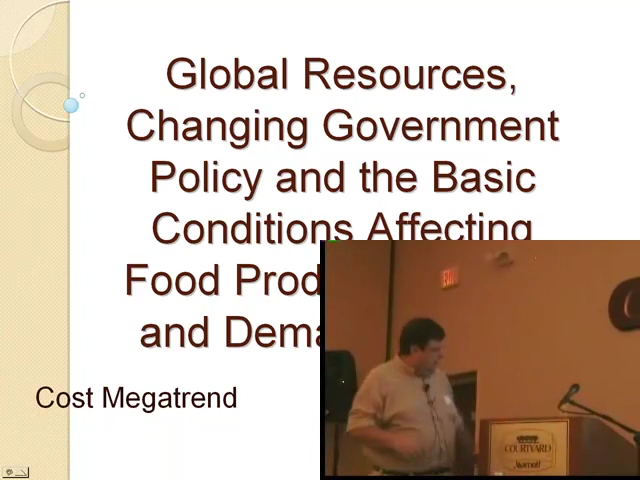 Global Resources,
Changing Government
Policy and the Basic
Conditions Affecting
Food Prod
and Dema
Cost Megatrend
EXIT
COURTYARD
Marriott